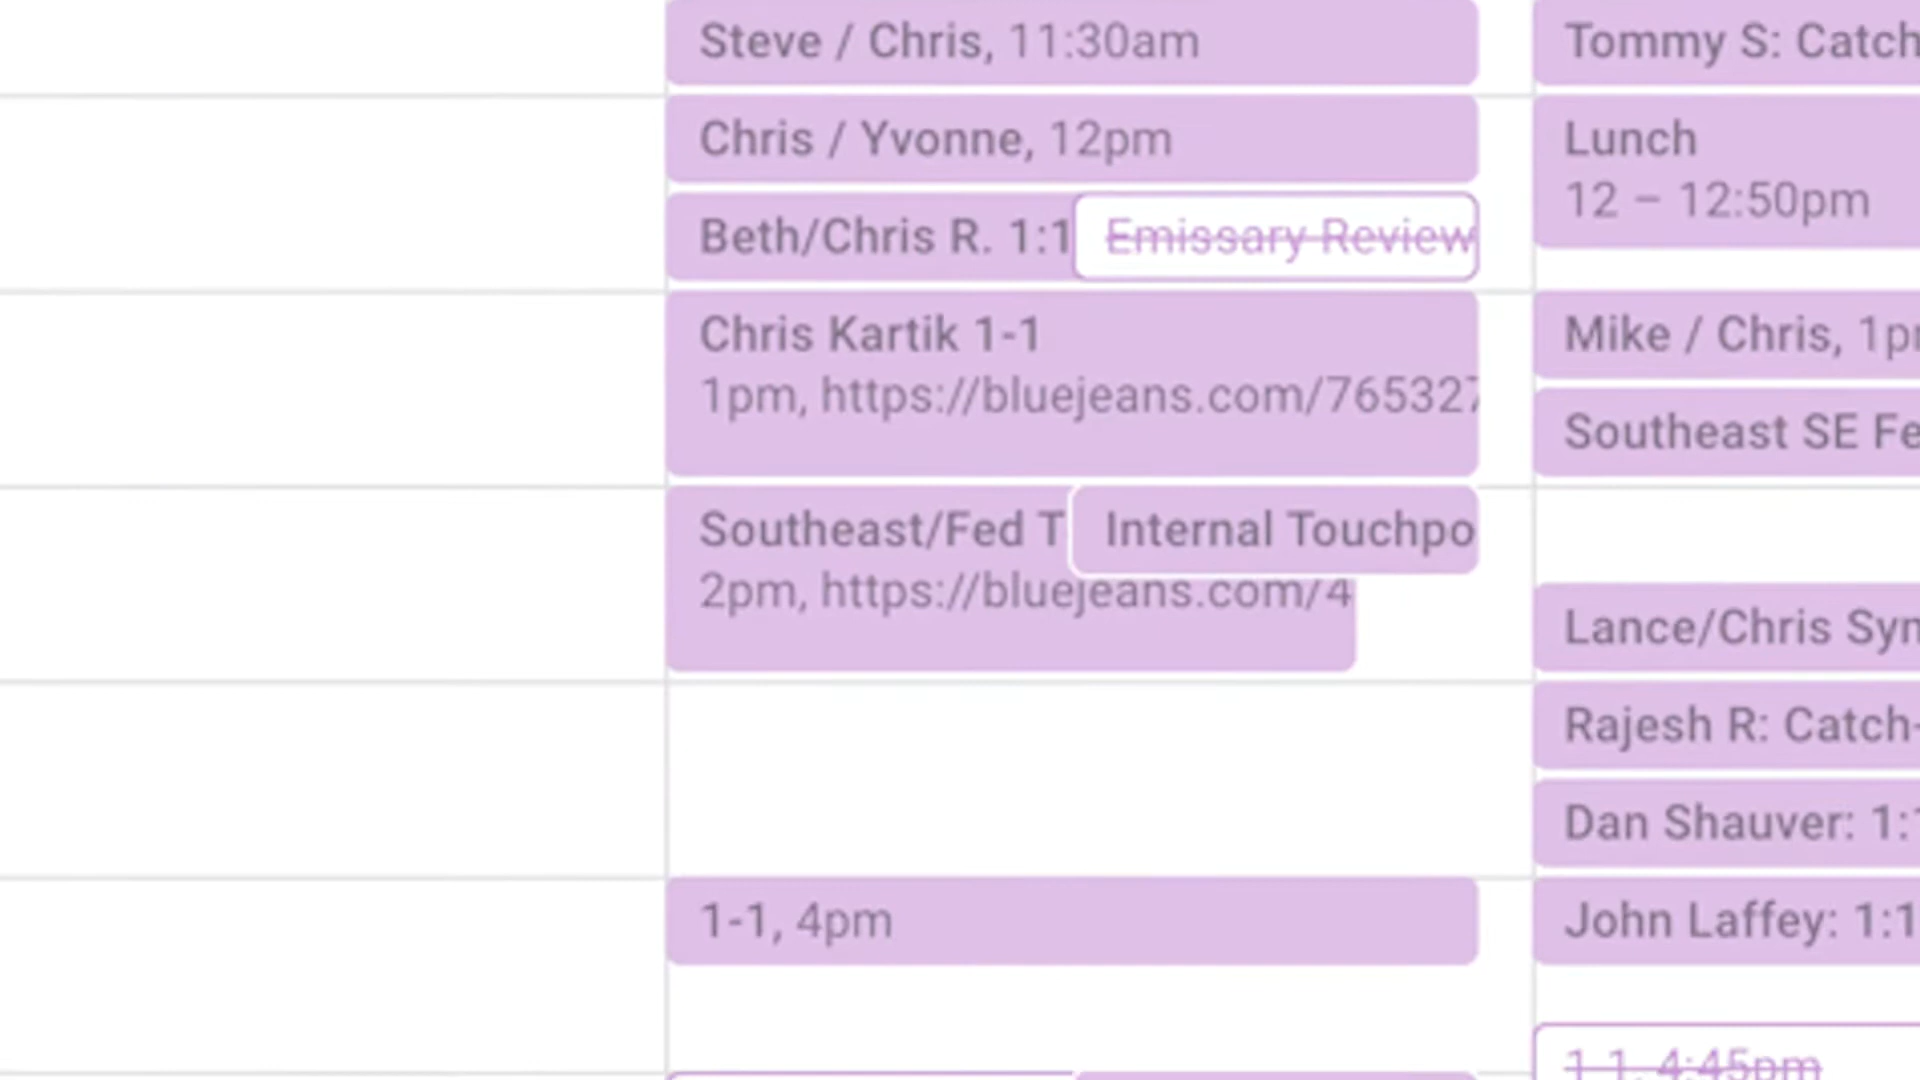 Steve / Chris, 11:30am
Chris / Yvonne, 12pm
Beth/Chris R. 1:1
Emissary Review
Chris Kartik 1-1
1pm, https://bluejeans.com/765327
Southeast/Fed T
Internal Touchpo
2pm, https://bluejeans.com/4
1-1, 4pm
Tommy S: Catch
Lunch
12 – 12:50pm
Mike / Chris, 1pm
Southeast SE Fe
Lance/Chris Syn
Rajesh R: Catch-
Dan Shauver: 1:1
John Laffey: 1:1
1-1, 4:45pm